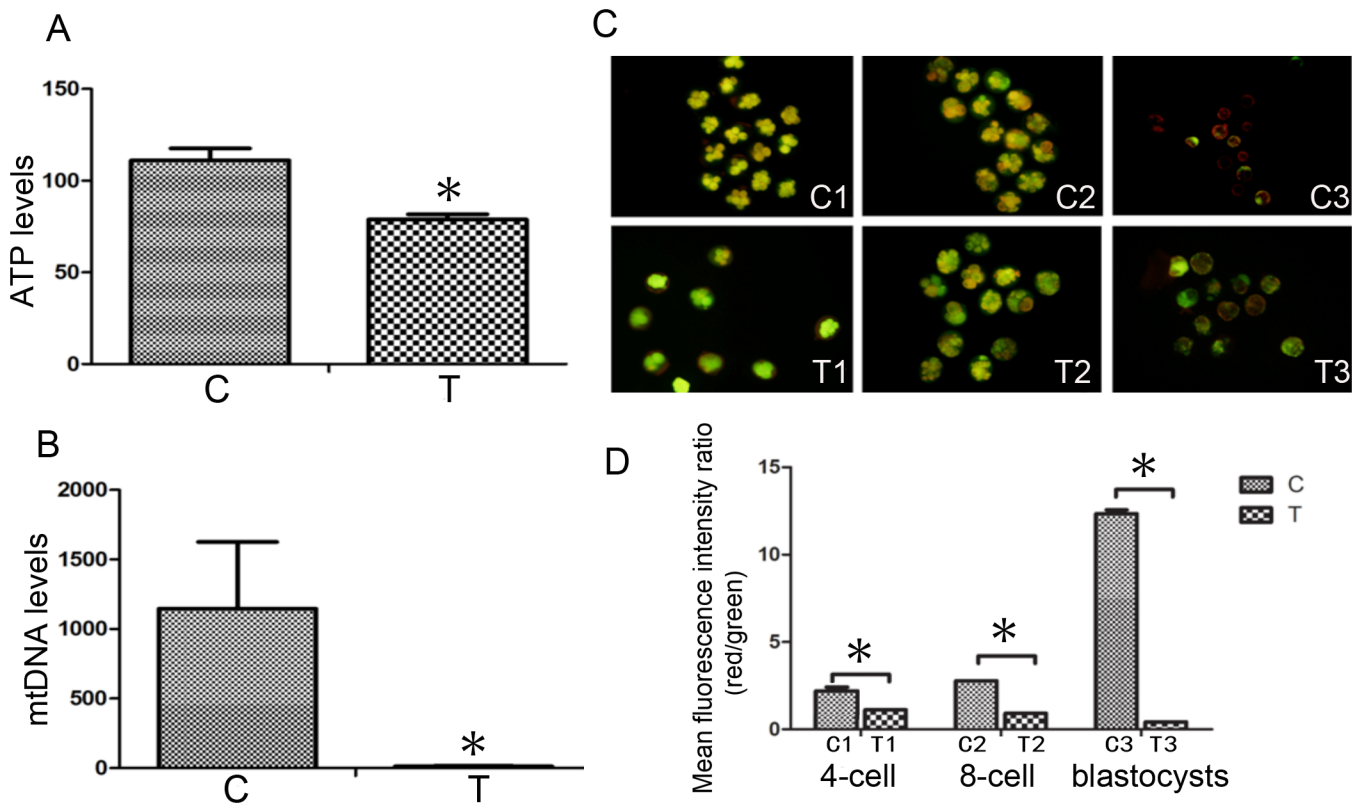 A
150
100
50
0
ATP levels
C
T
*
B
2000
1500
1000
500
0
mtDNA levels
C
T
*
C
C1
C2
C3
T1
T2
T3
D
Mean fluorescence intensity ratio
(red/green)
15
10
5
0
*
*
*
C
T
C1 T1 C2 T2 C3 T3
4-cell 8-cell blastocysts